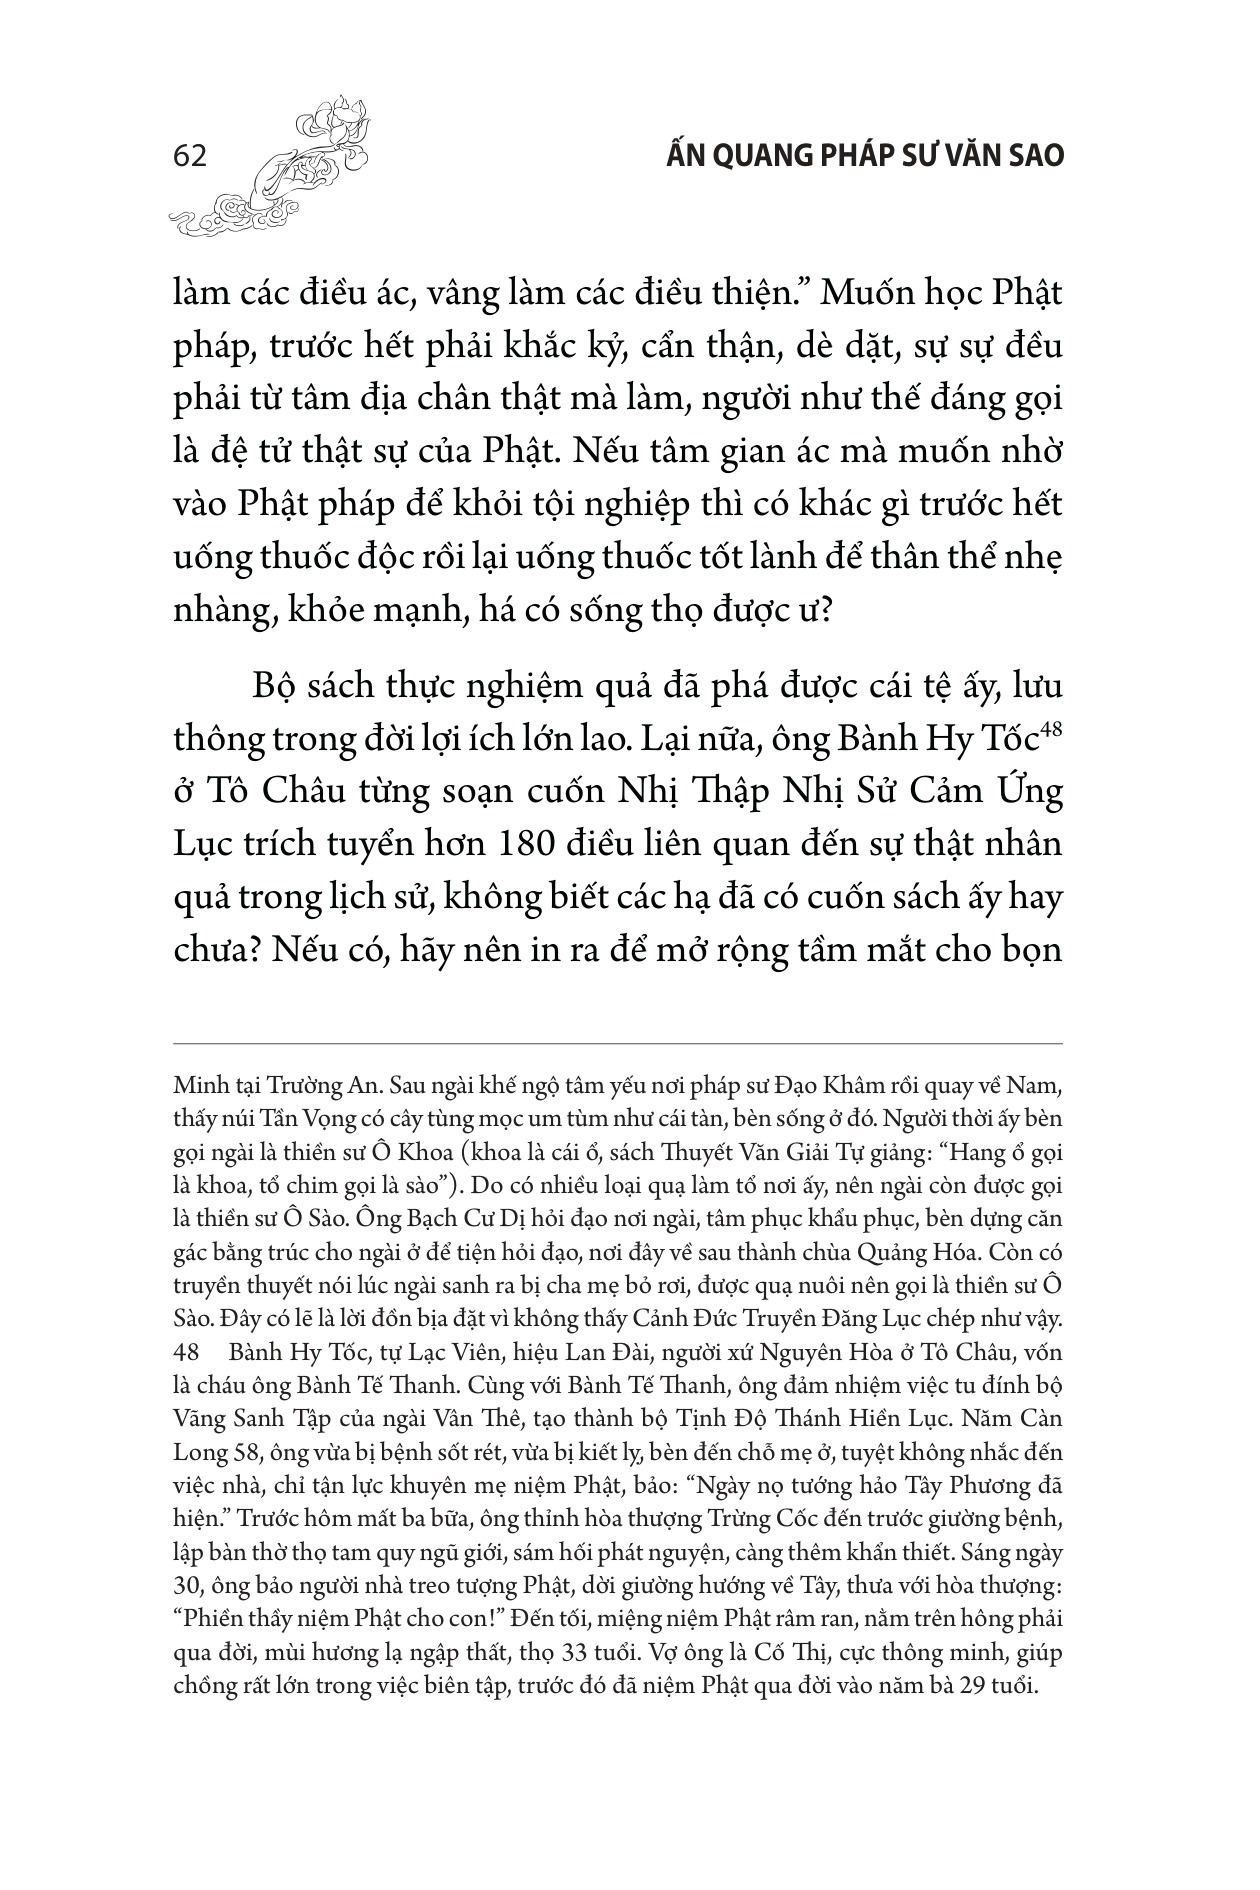 62
ẤN QUANG PHÁP SƯ VĂN SAO
làm các điều ác, vâng làm các điều thiện.” Muốn học Phật
pháp, trước hết phải khắc kỷ, cẩn thận, dè dặt, sự sự đều
phải từ tâm địa chân thật mà làm, người như thế đáng gọi
là đệ tử thật sự của Phật. Nếu tâm gian ác mà muốn nhờ
vào Phật pháp để khỏi tội nghiệp thì có khác gì trước hết
uống thuốc độc rồi lại uống thuốc tốt lành để thân thể nhẹ
nhàng, khỏe mạnh, há có sống thọ được ư?
Bộ sách thực nghiệm quả đã phá được cái tệ ấy, lưu
thông trong đời lợi ích lớn lao. Lại nữa, ông Bành Hy Tốc48
ở Tô Châu từng soạn cuốn Nhị Thập Nhị Sử Cảm Ứng
Lục trích tuyển hơn 180 điều liên quan đến sự thật nhân
quả trong lịch sử, không biết các hạ đã có cuốn sách ấy hay
chưa? Nếu có, hãy nên in ra để mở rộng tầm mắt cho bọn
Minh tại Trường An. Sau ngài khế ngộ tâm yếu nơi pháp sư Đạo Khâm rồi quay về Nam,
thấy núi Tần Vọng có cây tùng mọc um tùm như cái tàn, bèn sống ở đó. Người thời ấy bèn
gọi ngài là thiền sư Ô Khoa (khoa là cái ổ, sách Thuyết Văn Giải Tự giảng: “Hang ổ gọi
là khoa, tổ chim gọi là sào”). Do có nhiều loại quạ làm tổ nơi ấy, nên ngài còn được gọi
là thiền sư Ô Sào. Ông Bạch Cư Dị hỏi đạo nơi ngài, tâm phục khẩu phục, bèn dựng căn
gác bằng trúc cho ngài ở để tiện hỏi đạo, nơi đây về sau thành chùa Quảng Hóa. Còn có
truyền thuyết nói lúc ngài sanh ra bị cha mẹ bỏ rơi, được quạ nuôi nên gọi là thiền sư Ô
Sào. Đây có lẽ là lời đồn bịa đặt vì không thấy Cảnh Đức Truyền Đăng Lục chép như vậy.
48 Bành Hy Tốc, tự Lạc Viên, hiệu Lan Đài, người xứ Nguyên Hòa ở Tô Châu, vốn
là cháu ông Bành Tế Thanh. Cùng với Bành Tế Thanh, ông đảm nhiệm việc tu đính bộ
Vãng Sanh Tập của ngài Vân Thê, tạo thành bộ Tịnh Độ Thánh Hiền Lục. Năm Càn
Long 58, ông vừa bị bệnh sốt rét, vừa bị kiết lỵ, bèn đến chỗ mẹ ở, tuyệt không nhắc đến
việc nhà, chỉ tận lực khuyên mẹ niệm Phật, bảo: “Ngày nọ tướng hảo Tây Phương đã
hiện.” Trước hôm mất ba bữa, ông thỉnh hòa thượng Trừng Cốc đến trước giường bệnh,
lập bàn thờ thọ tam quy ngũ giới, sám hối phát nguyện, càng thêm khẩn thiết. Sáng ngày
30, ông bảo người nhà treo tượng Phật, dời giường hướng về Tây, thưa với hòa thượng:
“Phiền thầy niệm Phật cho con!” Đến tối, miệng niệm Phật râm ran, nằm trên hông phải
qua đời, mùi hương lạ ngập thất, thọ 33 tuổi. Vợ ông là Cố Thị, cực thông minh, giúp
chồng rất lớn trong việc biên tập, trước đó đã niệm Phật qua đời vào năm bà 29 tuổi.